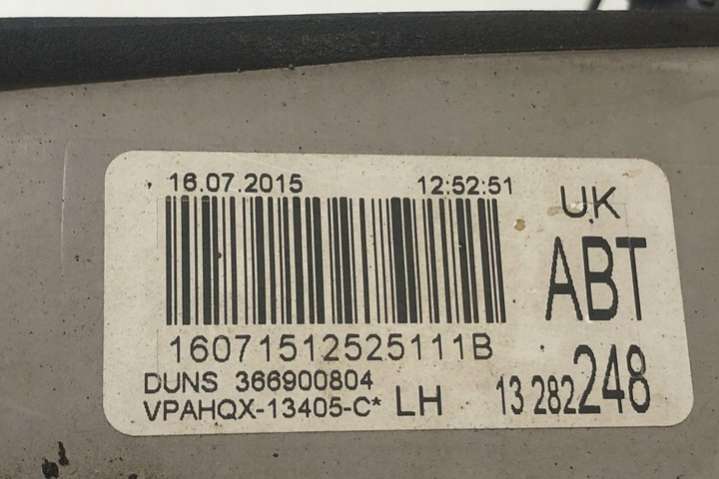 16.07.2015 12:52:51 UK
ABT
16071512525111B
DUNS 366900804
VPAHQX-13405-C* LH 13 282 248